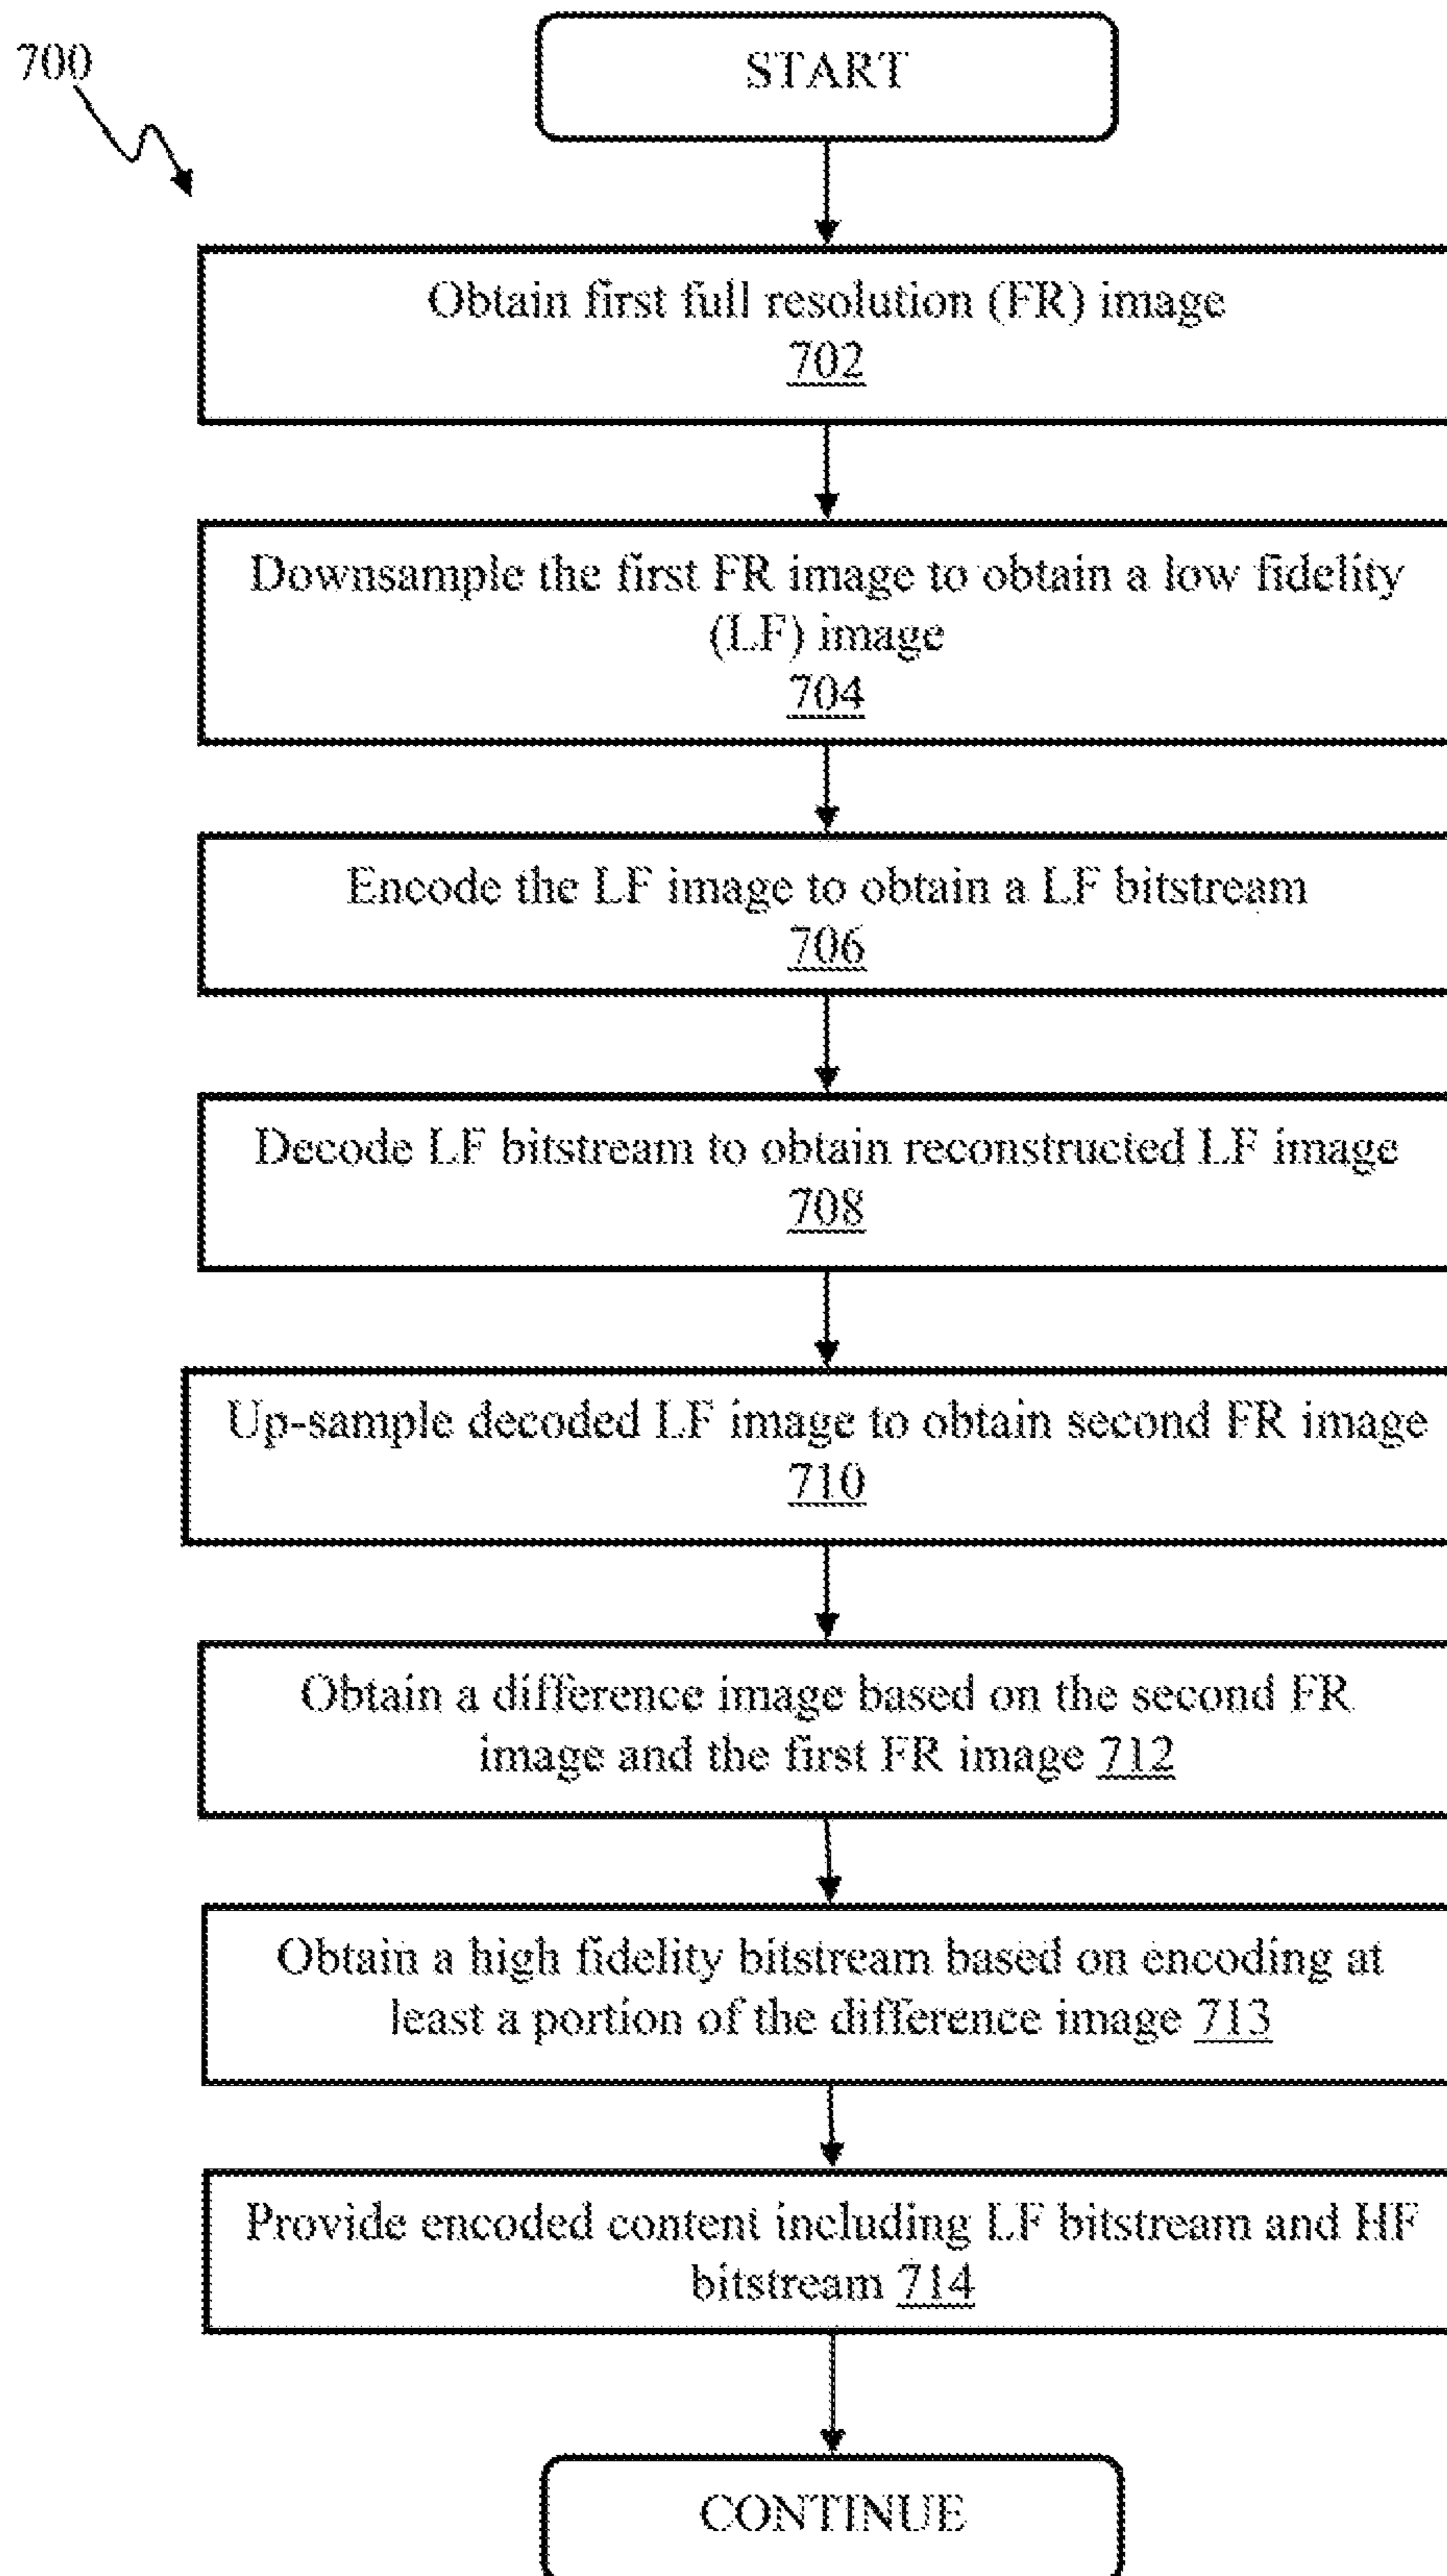 700
START
Obtain first full resolution (FR) image
702
Downsample the first FR image to obtain a low fidelity
(LF) image
704
Encode the LF image to obtain a LF bitstream
706
Decode LF bitstream to obtain reconstructed LF image
708
Up-sample decoded LF image to obtain second FR image
710
Obtain a difference image based on the second FR
image and the first FR image 712
Obtain a high fidelity bitstream based on encoding at
least a portion of the difference image 713
Provide encoded content including LF bitstream and HF
bitstream 714
CONTINUE